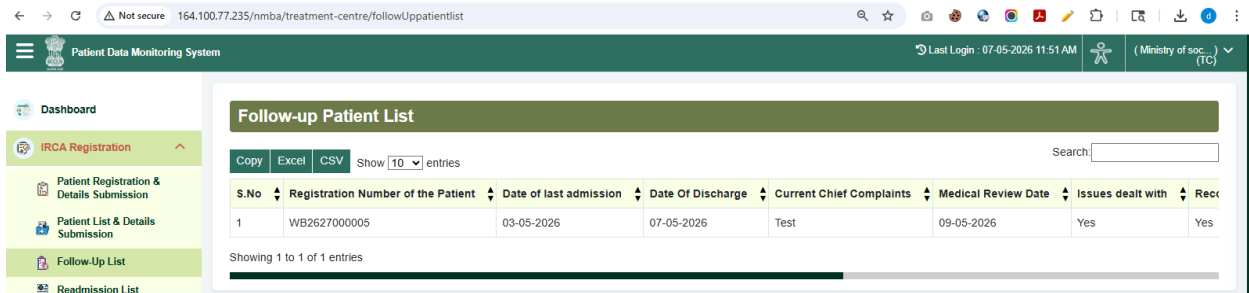 Not secure 164.100.77.235/nmba/treatment-centre/followUppatientlist
Patient Data Monitoring System
Last Login : 07-05-2026 11:51 AM
( Ministry of soc... )
(TC)
Dashboard
IRCA Registration
Patient Registration &
Details Submission
Patient List & Details
Submission
Follow-Up List
Readmission List
Follow-up Patient List
Copy Excel CSV Show 10 entries
Search:
S.No Registration Number of the Patient Date of last admission Date Of Discharge Current Chief Complaints Medical Review Date Issues dealt with Reco
1 WB2627000005 03-05-2026 07-05-2026 Test 09-05-2026 Yes Yes
Showing 1 to 1 of 1 entries